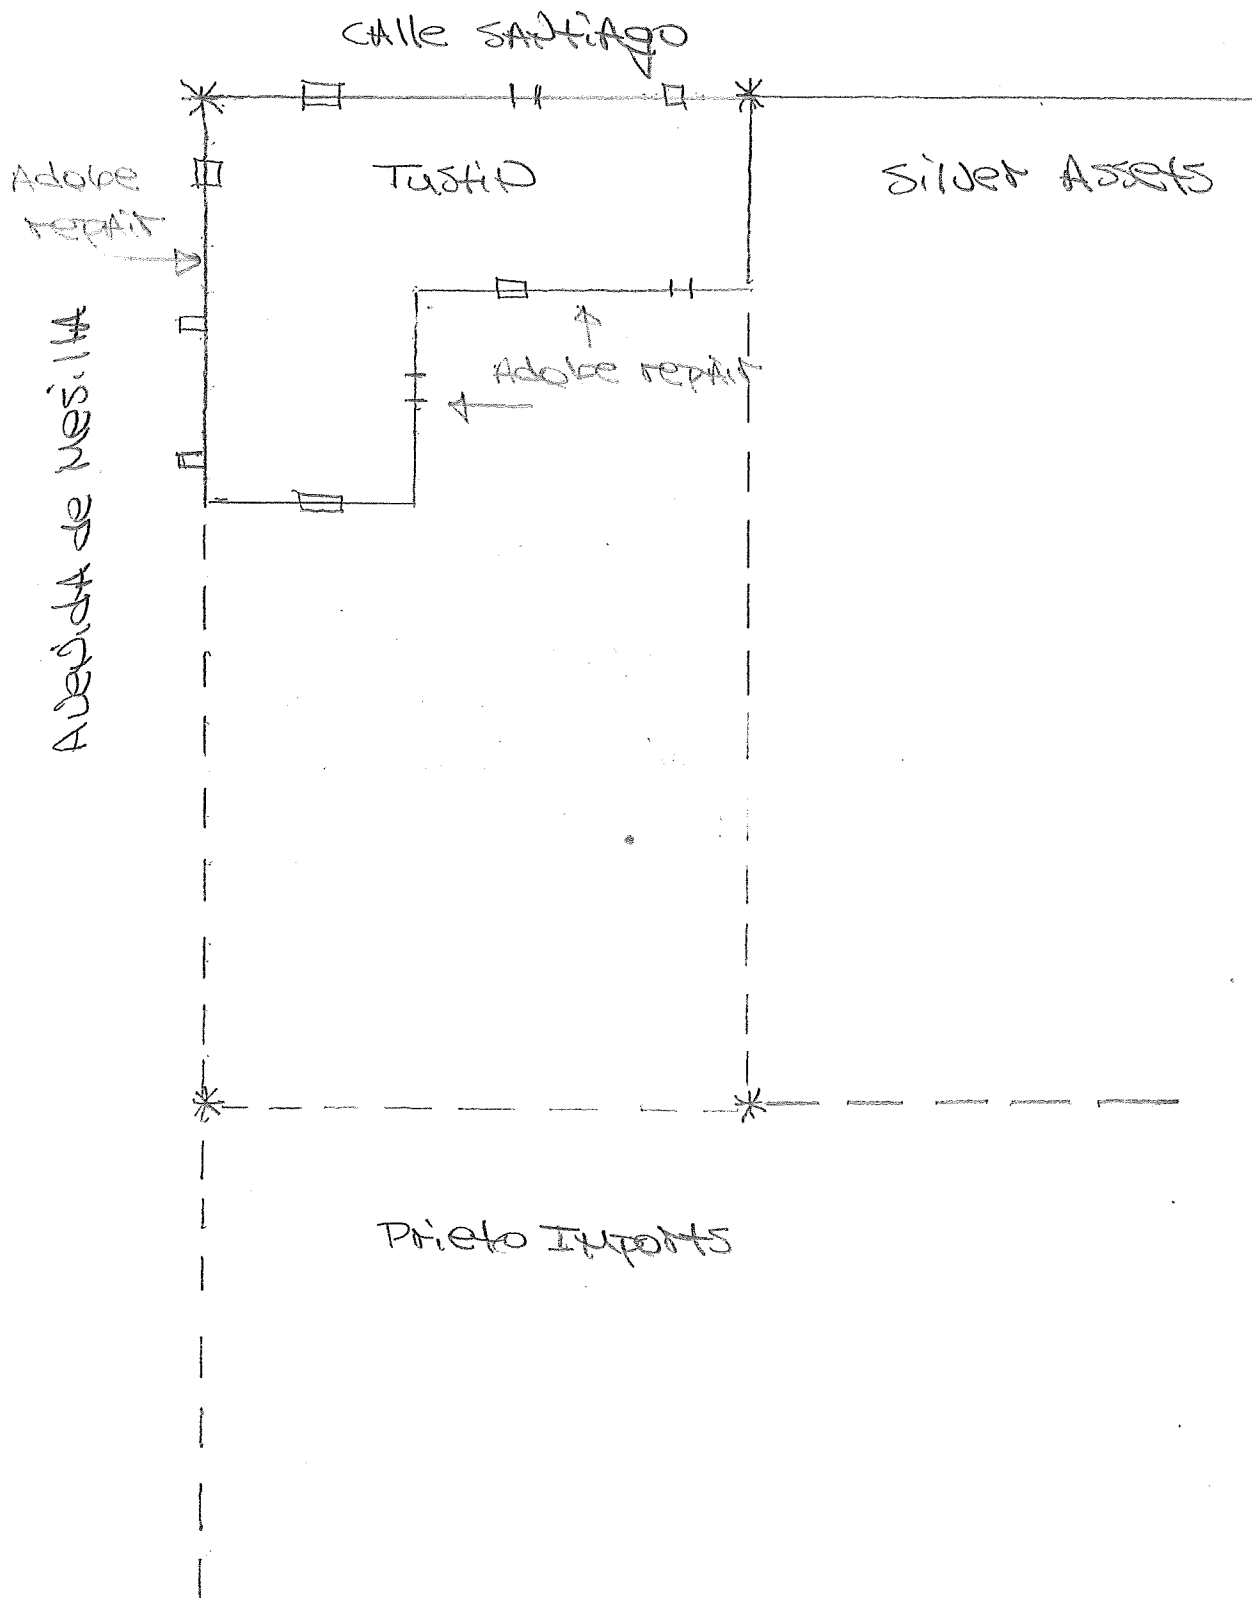 Calle Santiago
Adobe
repair
Tustin
Silver Assets
Avenida de Mesilla
Adobe repair
Prieto Imports